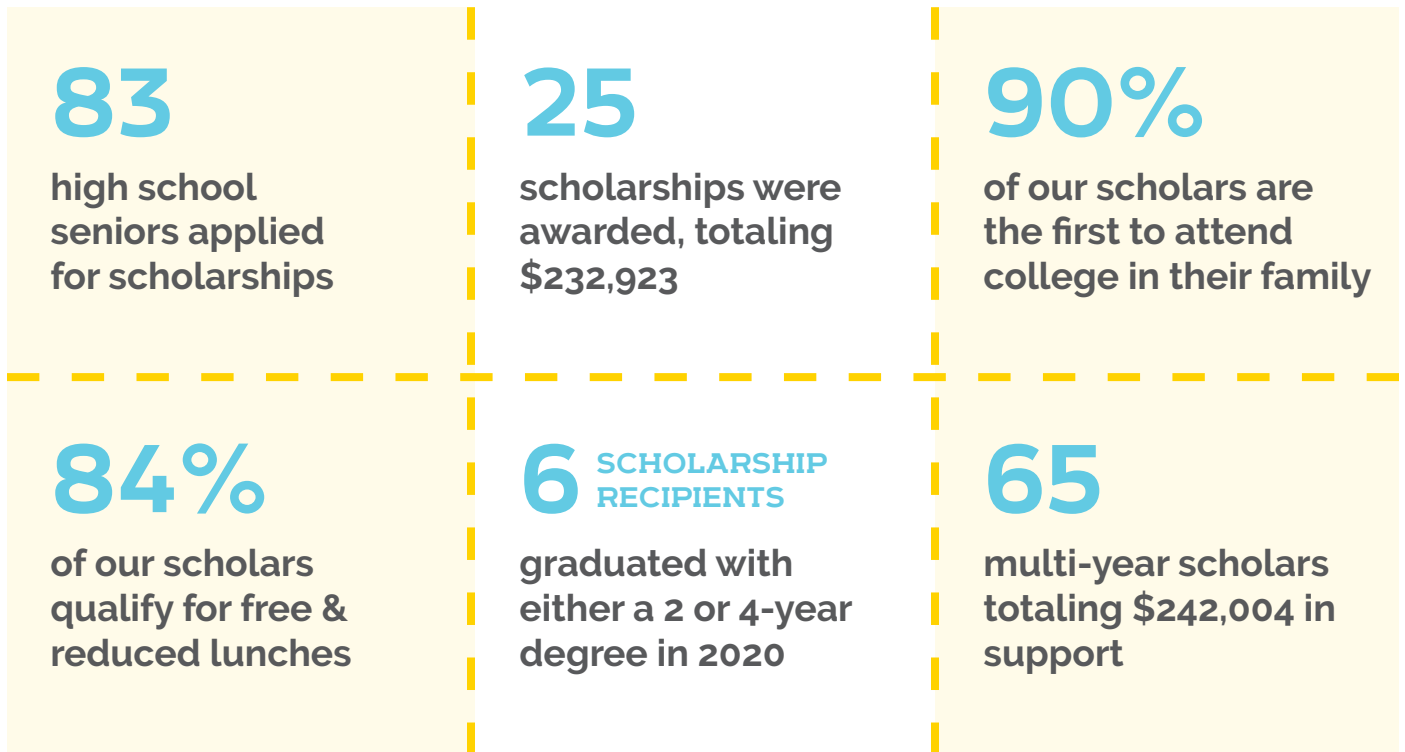 83
high school
seniors applied
for scholarships
25
scholarships were
awarded, totaling
$232,923
90%
of our scholars are
the first to attend
college in their family
84%
of our scholars
qualify for free &
reduced lunches
6 SCHOLARSHIP
RECIPIENTS
graduated with
either a 2 or 4-year
degree in 2020
65
multi-year scholars
totaling $242,004 in
support